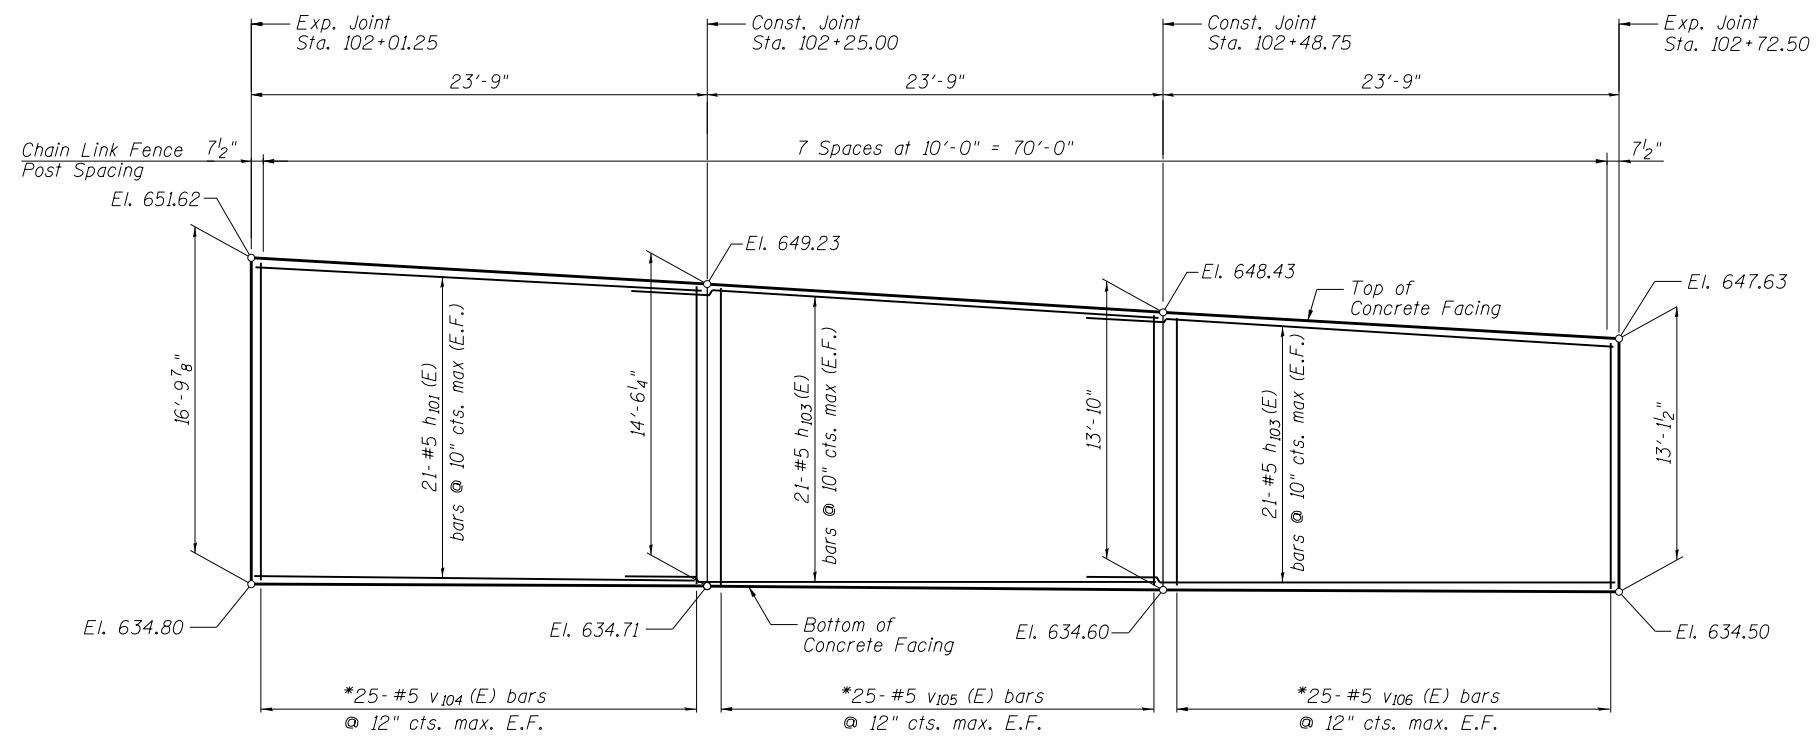 Exp. Joint
Sta. 102+01.25
Const. Joint
Sta. 102+25.00
Const. Joint
Sta. 102+48.75
Exp. Joint
Sta. 102+72.50
23'-9"
23'-9"
23'-9"
Chain Link Fence
Post Spacing
7½"
7 Spaces at 10'-0" = 70'-0"
7½"
El. 651.62
El. 649.23
El. 648.43
El. 647.63
Top of
Concrete Facing
16'-9⅞"
21-#5 h101 (E)
bars @ 10" cts. max (E.F.)
14'-6¼"
21-#5 h103 (E)
bars @ 10" cts. max (E.F.)
13'-10"
21-#5 h103 (E)
bars @ 10" cts. max (E.F.)
13'-1½"
El. 634.80
El. 634.71
Bottom of
Concrete Facing
El. 634.60
El. 634.50
*25-#5 v104 (E) bars
@ 12" cts. max. E.F.
*25-#5 v105 (E) bars
@ 12" cts. max. E.F.
*25-#5 v106 (E) bars
@ 12" cts. max. E.F.